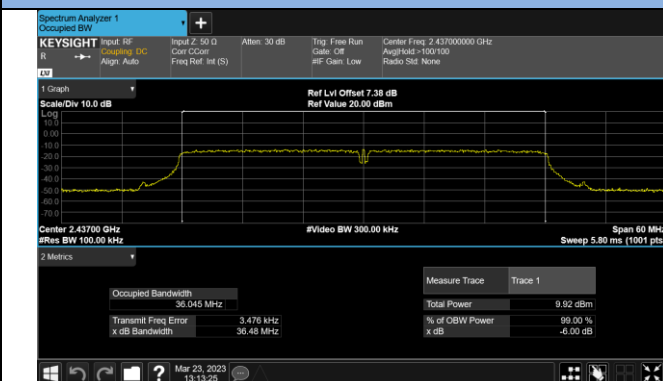 Spectrum Analyzer 1
Occupied BW
+
KEYSIGHT Input: RF Input Z: 50 Ω Atten: 30 dB Trig: Free Run Center Freq: 2.437000000 GHz
R Coupling: DC Corr CCorr Gate: Off Avg|Hold:>100/100
Align: Auto Freq Ref: Int (S) #IF Gain: Low Radio Std: None
LXI
1 Graph
Ref Lvl Offset 7.38 dB
Scale/Div 10.0 dB Ref Value 20.00 dBm
Log
10.0
0.00
-10.0
-20.0
-30.0
-40.0
-50.0
-60.0
-70.0
Center 2.43700 GHz #Video BW 300.00 kHz Span 60 MHz
#Res BW 100.00 kHz Sweep 5.80 ms (1001 pts
2 Metrics
Measure Trace Trace 1
Occupied Bandwidth
36.045 MHz Total Power 9.92 dBm
Transmit Freq Error 3.476 kHz % of OBW Power 99.00 %
x dB Bandwidth 36.48 MHz x dB -6.00 dB
? Mar 23, 2023
13:13:25